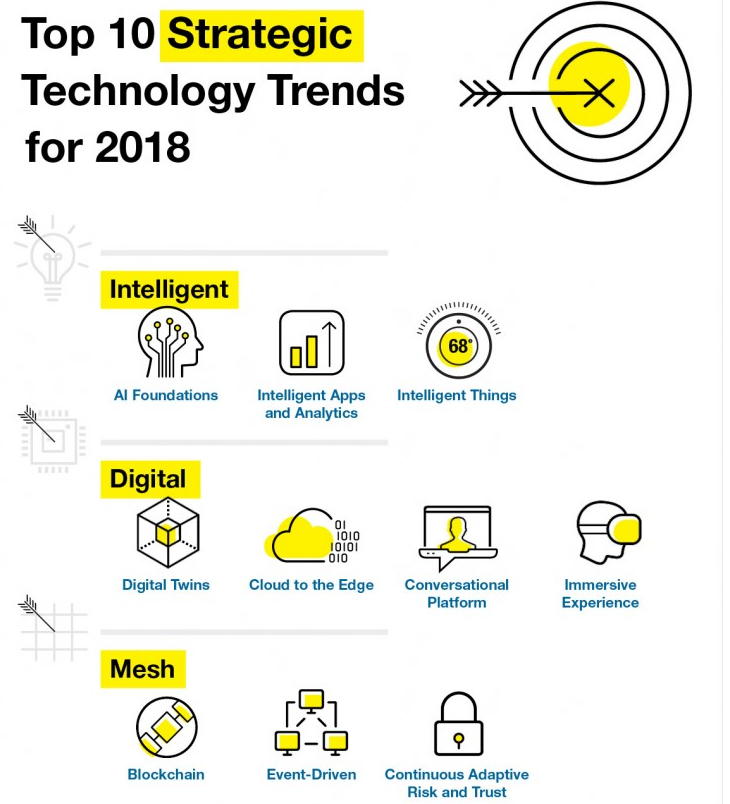 Top 10 Strategic
Technology Trends
for 2018
Intelligent
68°
AI Foundations
Intelligent Apps
and Analytics
Intelligent Things
Digital
01
1010
10101
010
Digital Twins
Cloud to the Edge
Conversational
Platform
Immersive
Experience
Mesh
Blockchain
Event-Driven
Continuous Adaptive
Risk and Trust